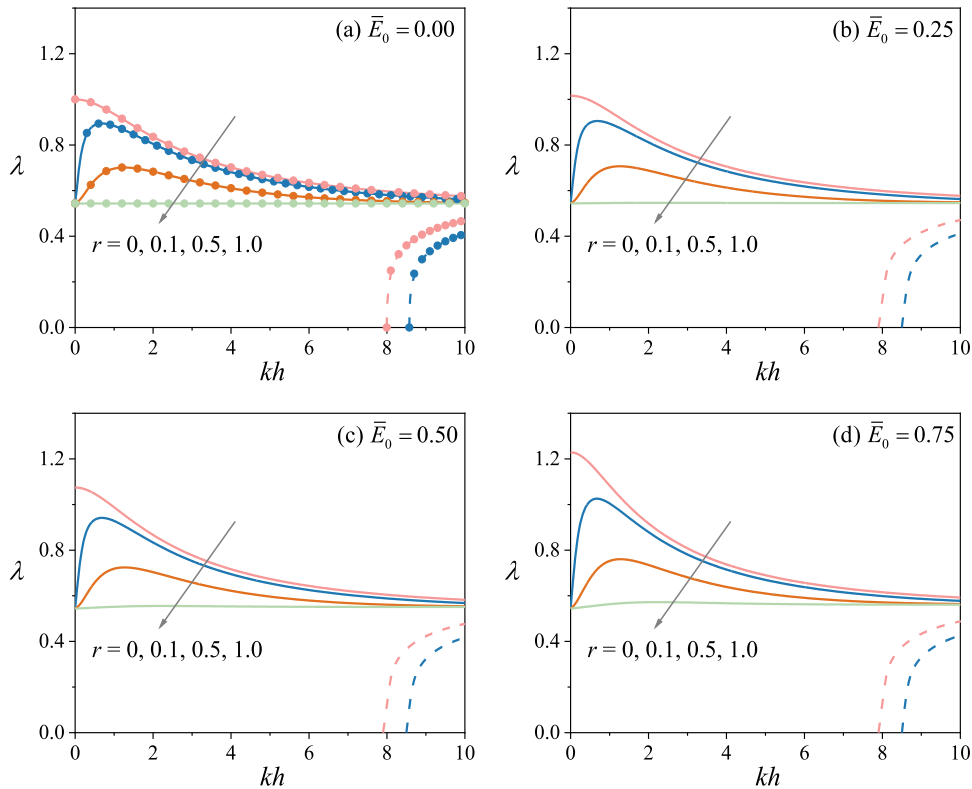 (a) E̅₀ = 0.00
1.2
0.8
0.4
0.0
λ
r = 0, 0.1, 0.5, 1.0
0 2 4 6 8 10
kh
(b) E̅₀ = 0.25
1.2
0.8
0.4
0.0
λ
r = 0, 0.1, 0.5, 1.0
0 2 4 6 8 10
kh
(c) E̅₀ = 0.50
1.2
0.8
0.4
0.0
λ
r = 0, 0.1, 0.5, 1.0
0 2 4 6 8 10
kh
(d) E̅₀ = 0.75
1.2
0.8
0.4
0.0
λ
r = 0, 0.1, 0.5, 1.0
0 2 4 6 8 10
kh